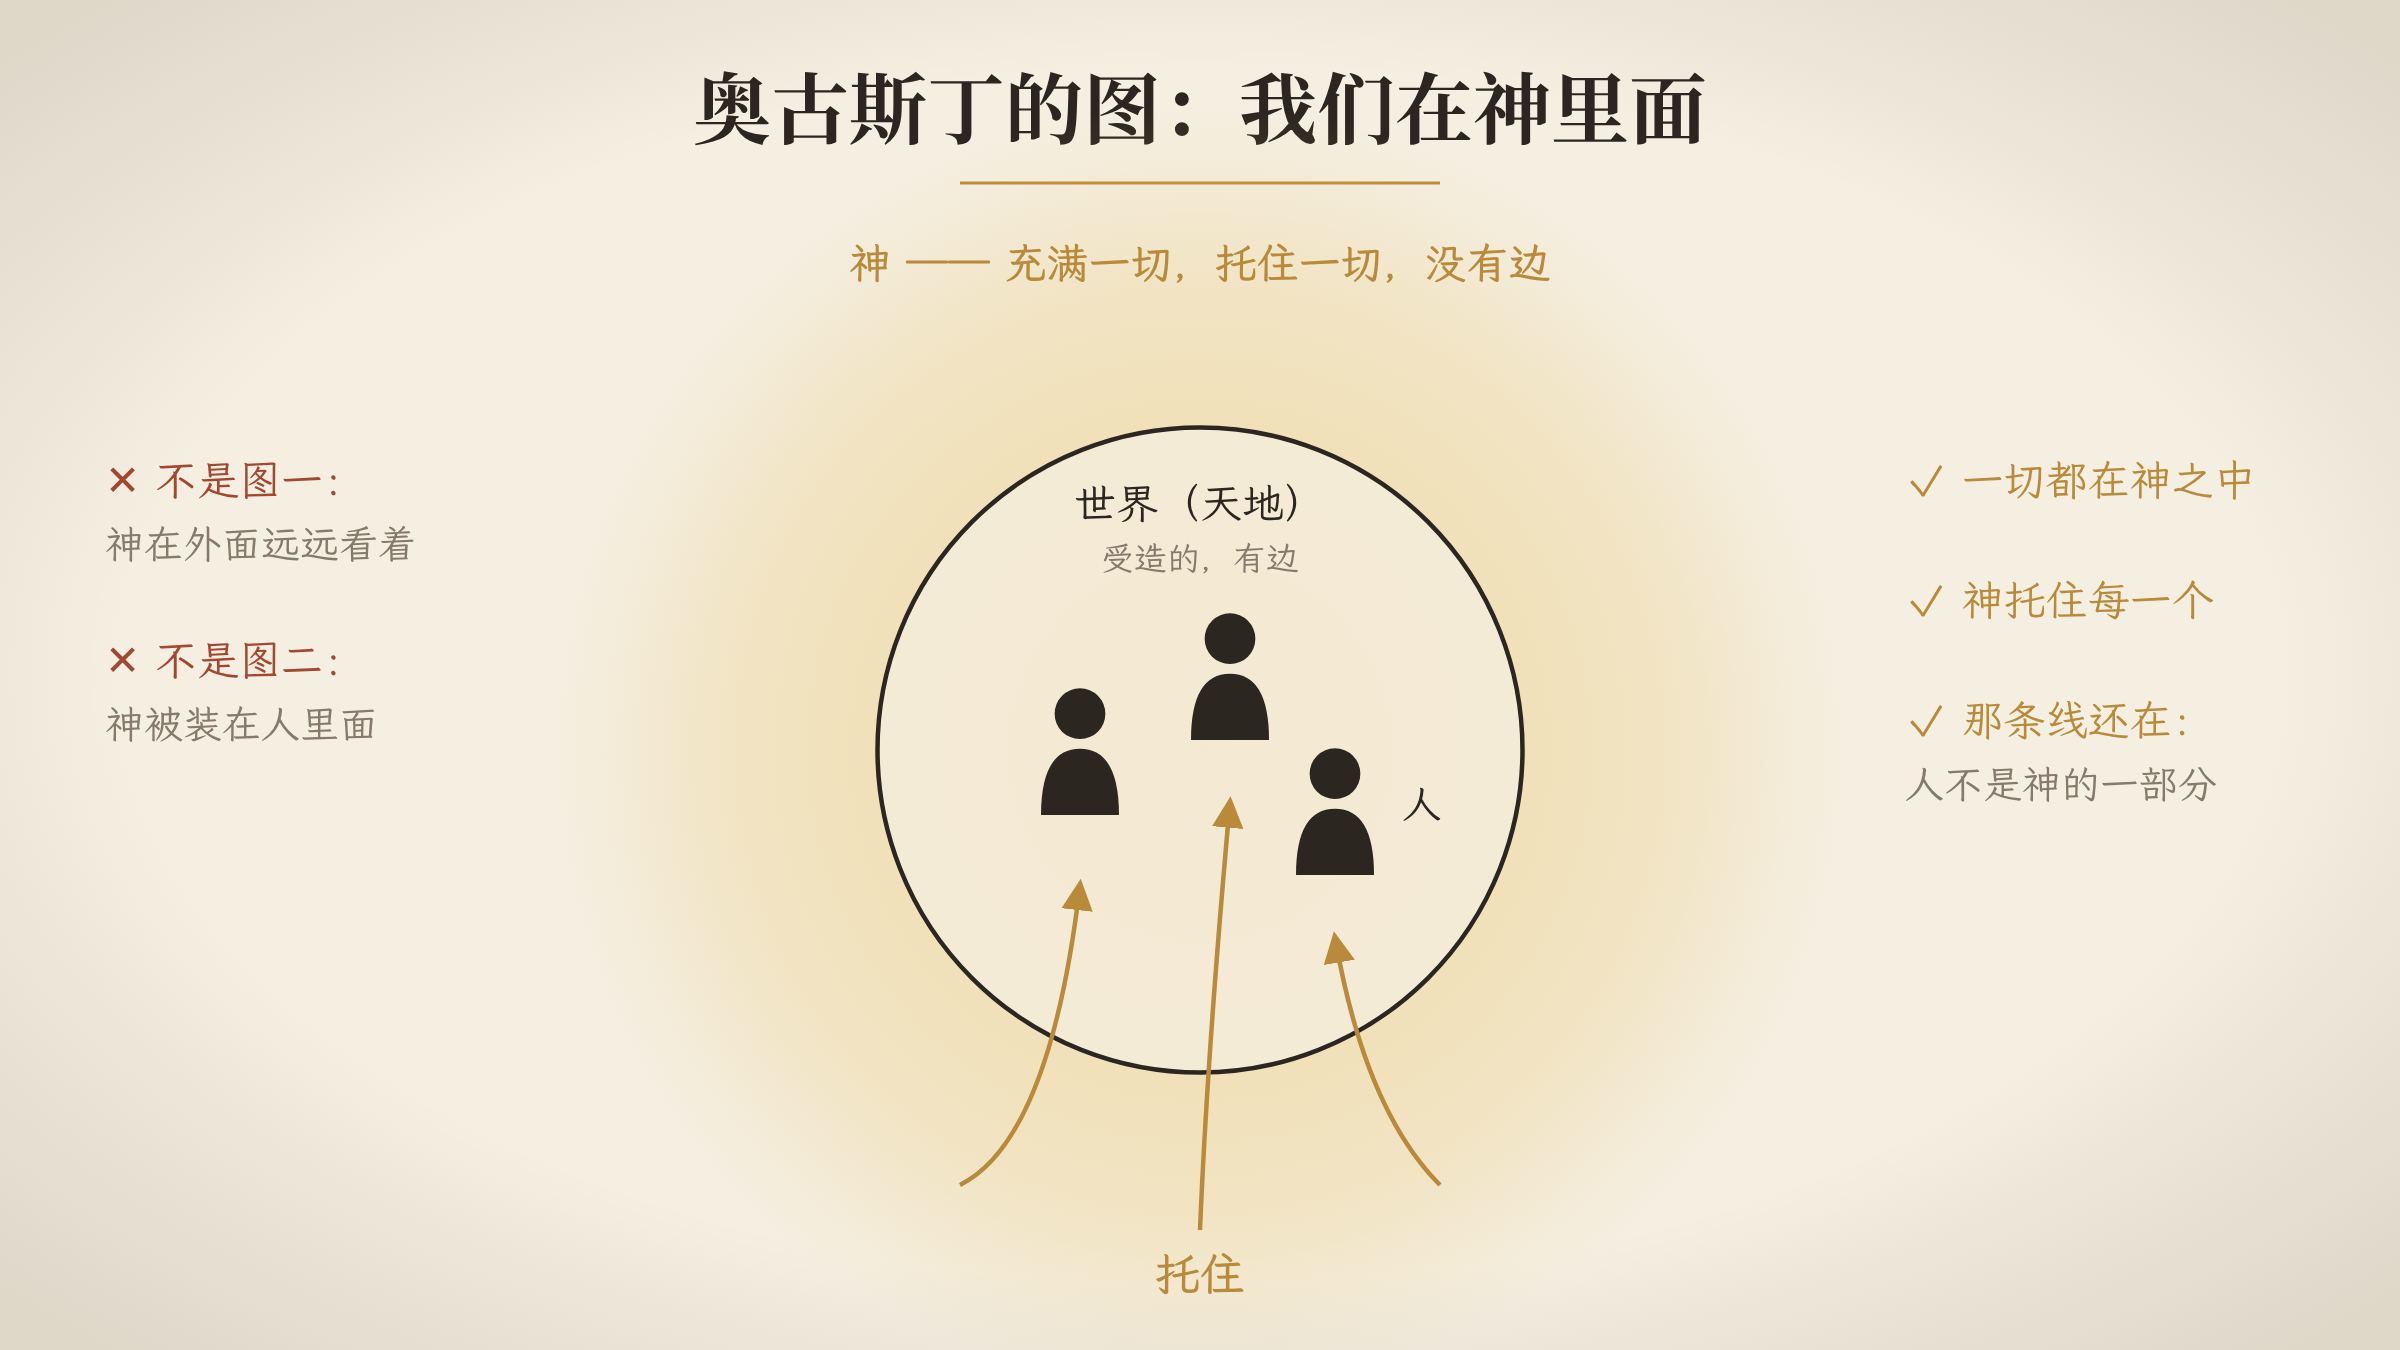 奥古斯丁的图：我们在神里面
神 —— 充满一切，托住一切，没有边
✕ 不是图一：
神在外面远远看着
✕ 不是图二：
神被装在人里面
世界（天地）
受造的，有边
人
托住
✓ 一切都在神之中
✓ 神托住每一个
✓ 那条线还在：
人不是神的一部分